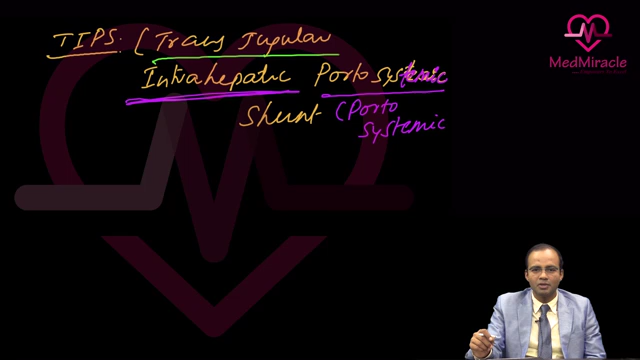 TIPS: (Trans Jugular
Intrahepatic Portosystemic
Shunt (Porto
systemic
MedMiracle